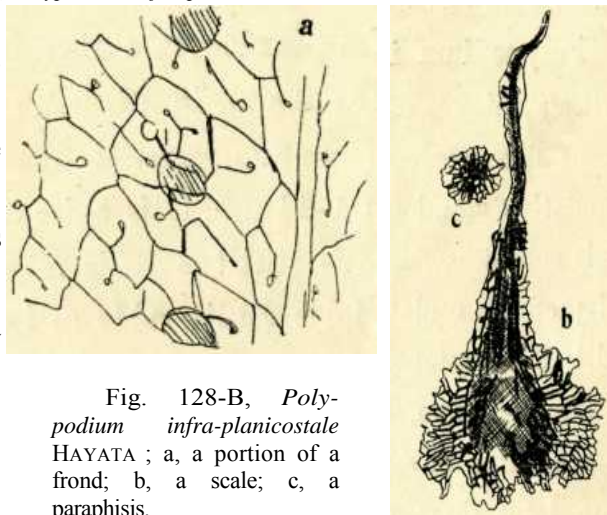 a
c
b
Fig. 128-B, Poly-
podium infra-planicostale
HAYATA ; a, a portion of a
frond; b, a scale; c, a
paraphisis.